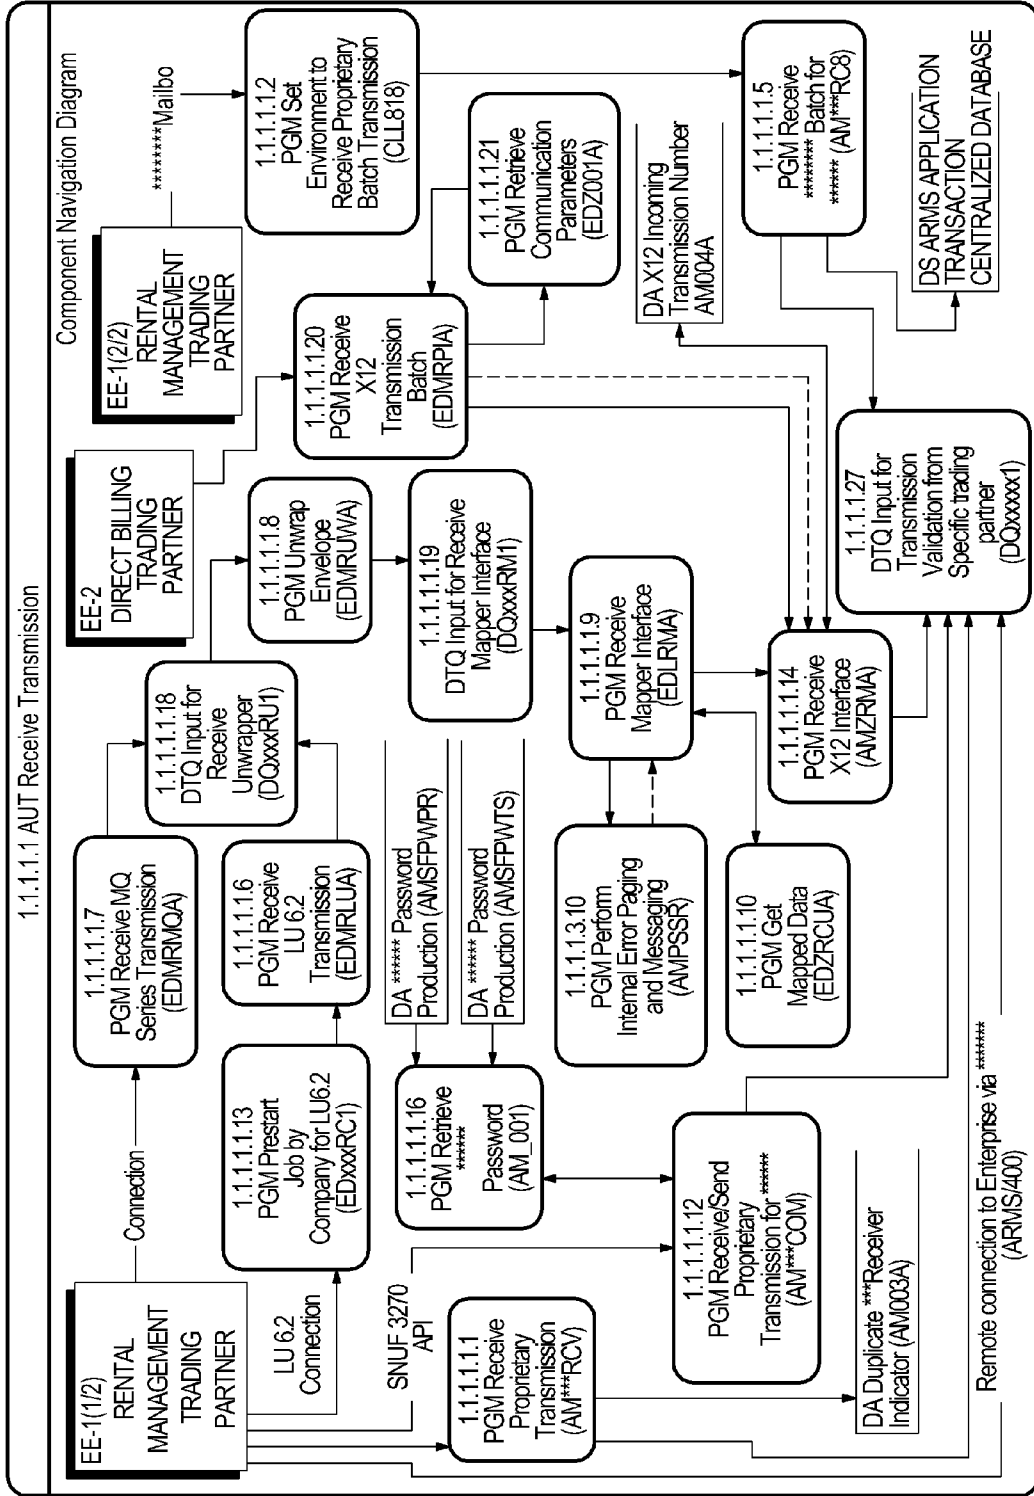 1.1.1.1.1 AUT Receive Transmission
Component Navigation Diagram
EE-1(1/2)
RENTAL
MANAGEMENT
TRADING
PARTNER
Connection
LU 6.2
Connection
SNUF 3270
API
1.1.1.1.1.7
PGM Receive MQ
Series Transmission
(EDMRMQA)
1.1.1.1.1.13
PGM Prestart
Job by
Company for LU6.2
(EDxxxRC1)
1.1.1.1.1.6
PGM Receive
LU 6.2
Transmission
(EDMRLUA)
1.1.1.1.1.18
DTQ Input for
Receive
Unwrapper
(DQxxxRU1)
EE-2
DIRECT BILLING
TRADING
PARTNER
EE-1(2/2)
RENTAL
MANAGEMENT
TRADING
PARTNER
*********Mailbo
1.1.1.1.1.2
PGM Set
Environment to
Receive Proprietary
Batch Transmission
(CLL818)
1.1.1.1.1.8
PGM Unwrap
Envelope
(EDMRUWA)
1.1.1.1.1.20
PGM Receive
X12
Transmission
Batch
(EDMRPIA)
1.1.1.1.1.21
PGM Retrieve
Communication
Parameters
(EDZ001A)
1.1.1.1.1.19
DTQ Input for Receive
Mapper Interface
(DQxxxRM1)
DA ******* Password
Production (AMSFPWPR)
DA ******* Password
Production (AMSFPWTS)
1.1.1.1.1.16
PGM Retrieve
******
Password
(AM_001)
1.1.1.1.1.1
PGM Receive
Proprietary
Transmission
(AM***RCV)
1.1.1.1.1.12
PGM Receive/Send
Proprietary
Transmission for ******
(AM***COM)
1.1.1.1.3.10
PGM Perform
Internal Error Paging
and Messaging
(AMPSSR)
1.1.1.1.1.9
PGM Receive
Mapper Interface
(EDLRMA)
DA X12 Incoming
Transmission Number
AM004A
1.1.1.1.1.5
PGM Receive
******** Batch for
****** (AM***RC8)
1.1.1.1.1.10
PGM Get
Mapped Data
(EDZRCUA)
1.1.1.1.1.14
PGM Receive
X12 Interface
(AMZRMA)
1.1.1.1.1.27
DTQ Input for
Transmission
Validation from
Specific trading
partner
(DQxxxxx1)
DS ARMS APPLICATION
TRANSACTION
CENTRALIZED DATABASE
DA Duplicate ***Receiver
Indicator (AM003A)
Remote connection to Enterprise via *******
(ARMS/400)